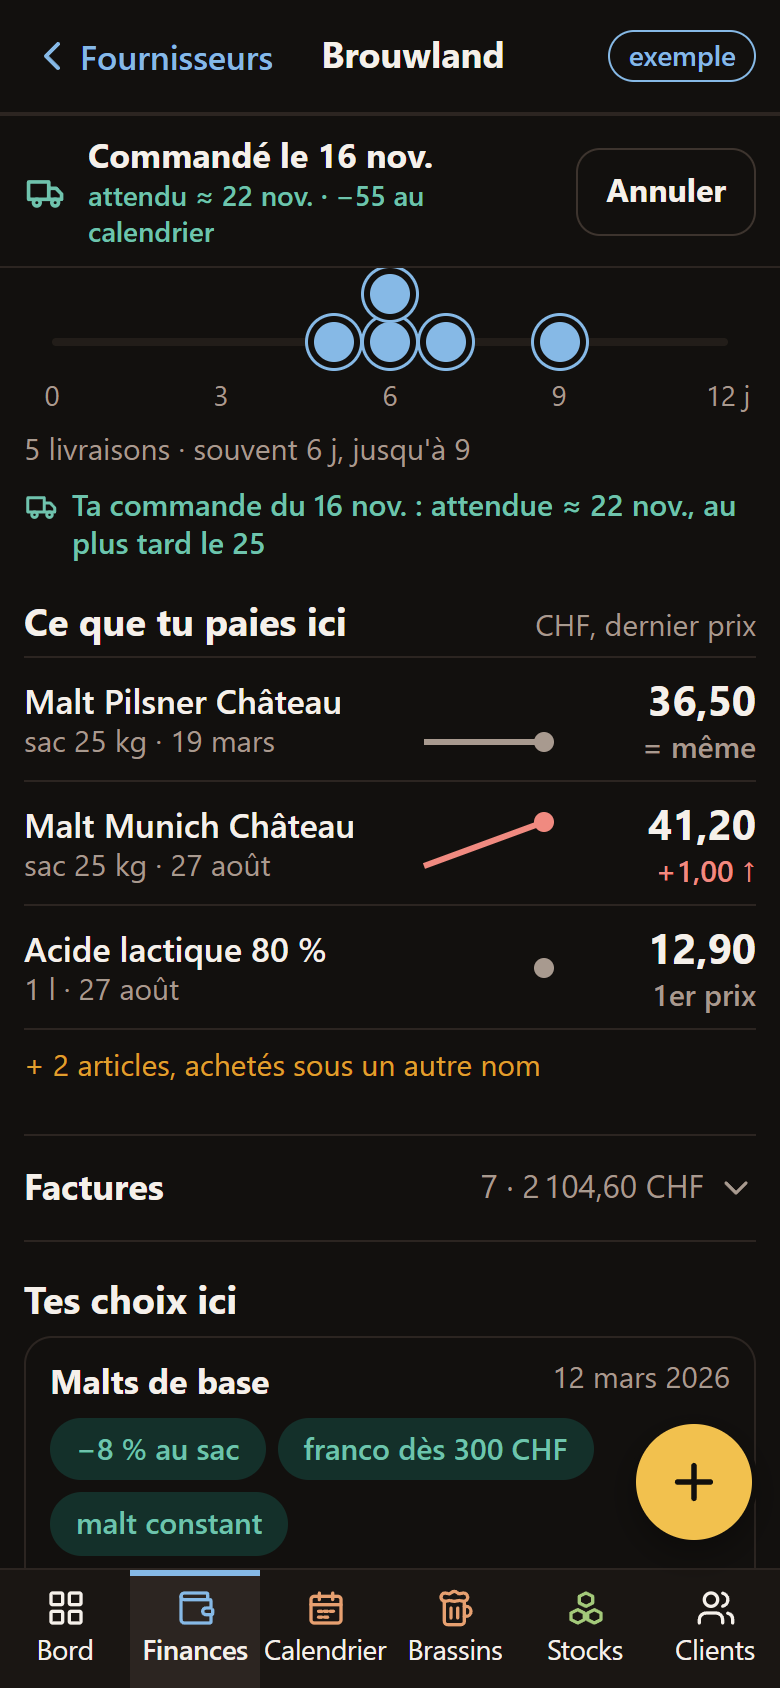 Fournisseurs
Brouwland
exemple
Commandé le 16 nov.
attendu ≈ 22 nov. · −55 au
calendrier
Annuler
0 3 6 9 12 j
5 livraisons · souvent 6 j, jusqu'à 9
Ta commande du 16 nov. : attendue ≈ 22 nov., au
plus tard le 25
Ce que tu paies ici
CHF, dernier prix
Malt Pilsner Château
sac 25 kg · 19 mars
36,50
= même
Malt Munich Château
sac 25 kg · 27 août
41,20
+1,00 ↑
Acide lactique 80 %
1 l · 27 août
12,90
1er prix
+ 2 articles, achetés sous un autre nom
Factures
7 · 2 104,60 CHF
Tes choix ici
Malts de base
12 mars 2026
−8 % au sac
franco dès 300 CHF
malt constant
Bord
Finances
Calendrier
Brassins
Stocks
Clients